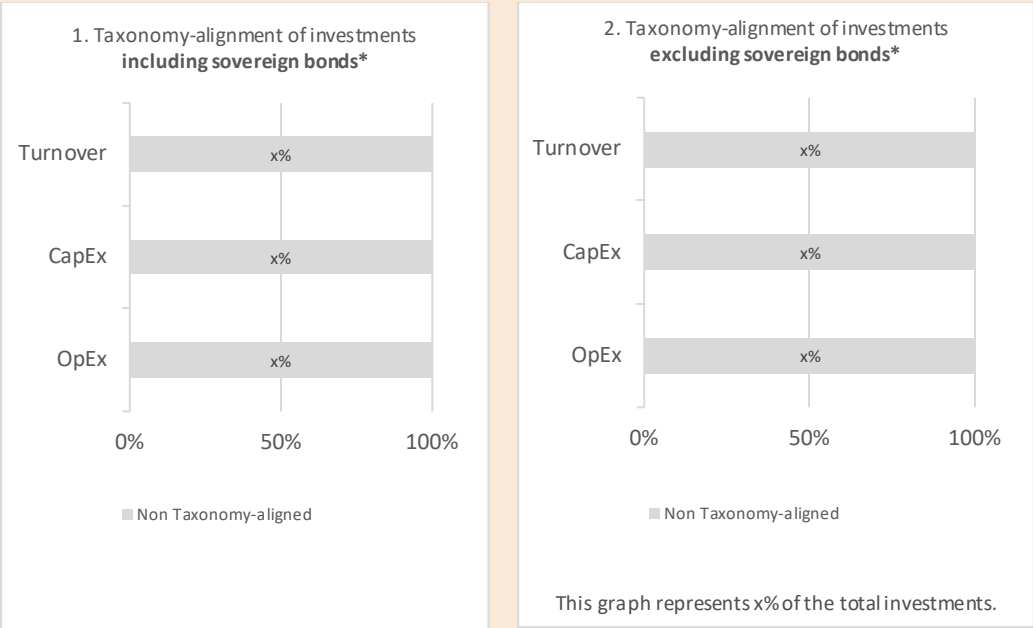 1. Taxonomy-alignment of investments
including sovereign bonds*
Turnover
x%
CapEx
x%
OpEx
x%
0% 50% 100%
Non Taxonomy-aligned
2. Taxonomy-alignment of investments
excluding sovereign bonds*
Turnover
x%
CapEx
x%
OpEx
x%
0% 50% 100%
Non Taxonomy-aligned
This graph represents x% of the total investments.